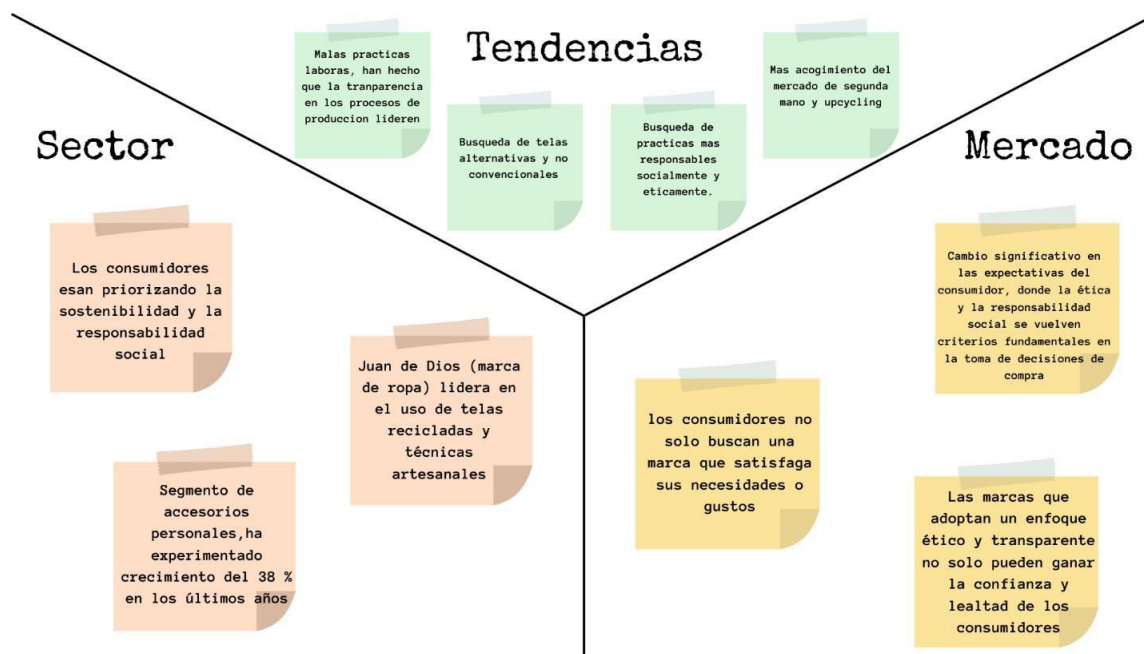 Tendencias
Malas practicas
laboras, han hecho
que la tranparencia
en los procesos de
produccion lideren
Busqueda de telas
alternativas y no
convencionales
Busqueda de
practicas mas
responsables
socialmente y
eticamente.
Mas acogimiento del
mercado de segunda
mano y upcycling
Sector
Los consumidores
esan priorizando la
sostenibilidad y la
responsabilidad
social
Juan de Dios (marca
de ropa) lidera en
el uso de telas
recicladas y
técnicas
artesanales
Segmento de
accesorios
personales,ha
experimentado
crecimiento del 38 %
en los últimos años
Mercado
Cambio significativo en
las expectativas del
consumidor, donde la ética
y la responsabilidad
social se vuelven
criterios fundamentales en
la toma de decisiones de
compra
los consumidores no
solo buscan una
marca que satisfaga
sus necesidades o
gustos
Las marcas que
adoptan un enfoque
ético y transparente
no solo pueden ganar
la confianza y
lealtad de los
consumidores